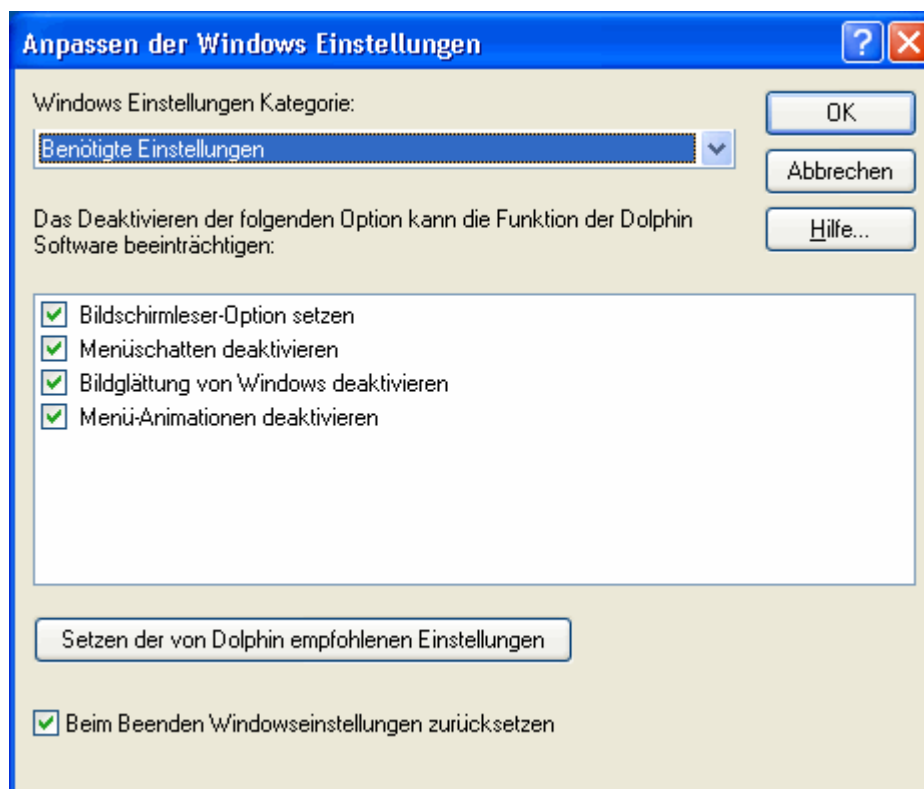 Anpassen der Windows Einstellungen
Windows Einstellungen Kategorie:
Benötigte Einstellungen
OK
Abbrechen
Hilfe...
Das Deaktivieren der folgenden Option kann die Funktion der Dolphin
Software beeinträchtigen:
Bildschirmleser-Option setzen
Menüschatten deaktivieren
Bildglättung von Windows deaktivieren
Menü-Animationen deaktivieren
Setzen der von Dolphin empfohlenen Einstellungen
Beim Beenden Windowseinstellungen zurücksetzen